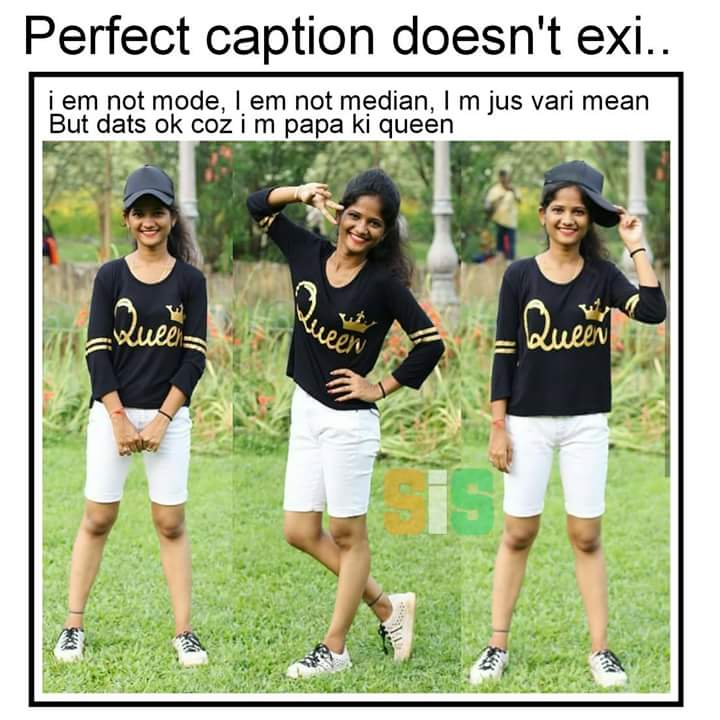 Perfect caption doesn't exi..
i em not mode, I em not median, I m jus vari mean
But dats ok coz i m papa ki queen
Queen
Queen
Queen
SiS